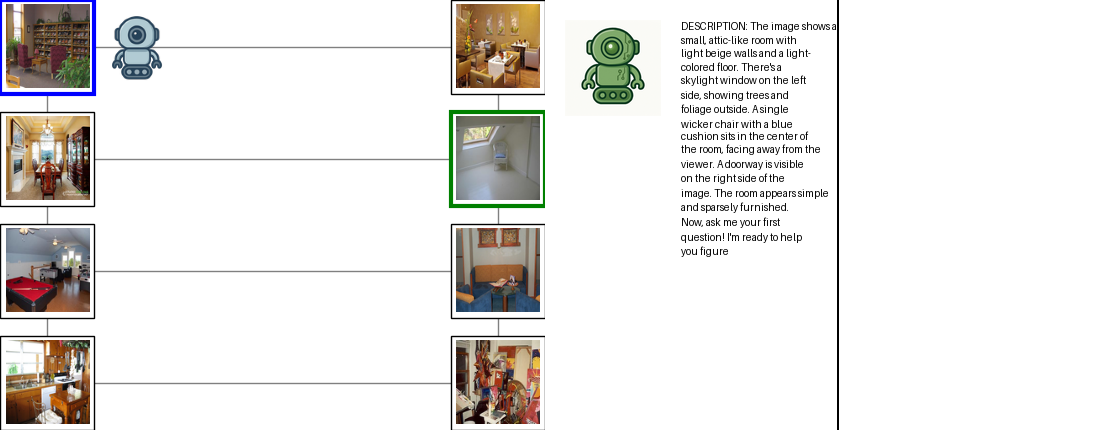 DESCRIPTION: The image shows a
small, attic-like room with
light beige walls and a light-
colored floor. There's a
skylight window on the left
side, showing trees and
foliage outside. A single
wicker chair with a blue
cushion sits in the center of
the room, facing away from the
viewer. A doorway is visible
on the right side of the
image. The room appears simple
and sparsely furnished.
Now, ask me your first
question! I'm ready to help
you figure